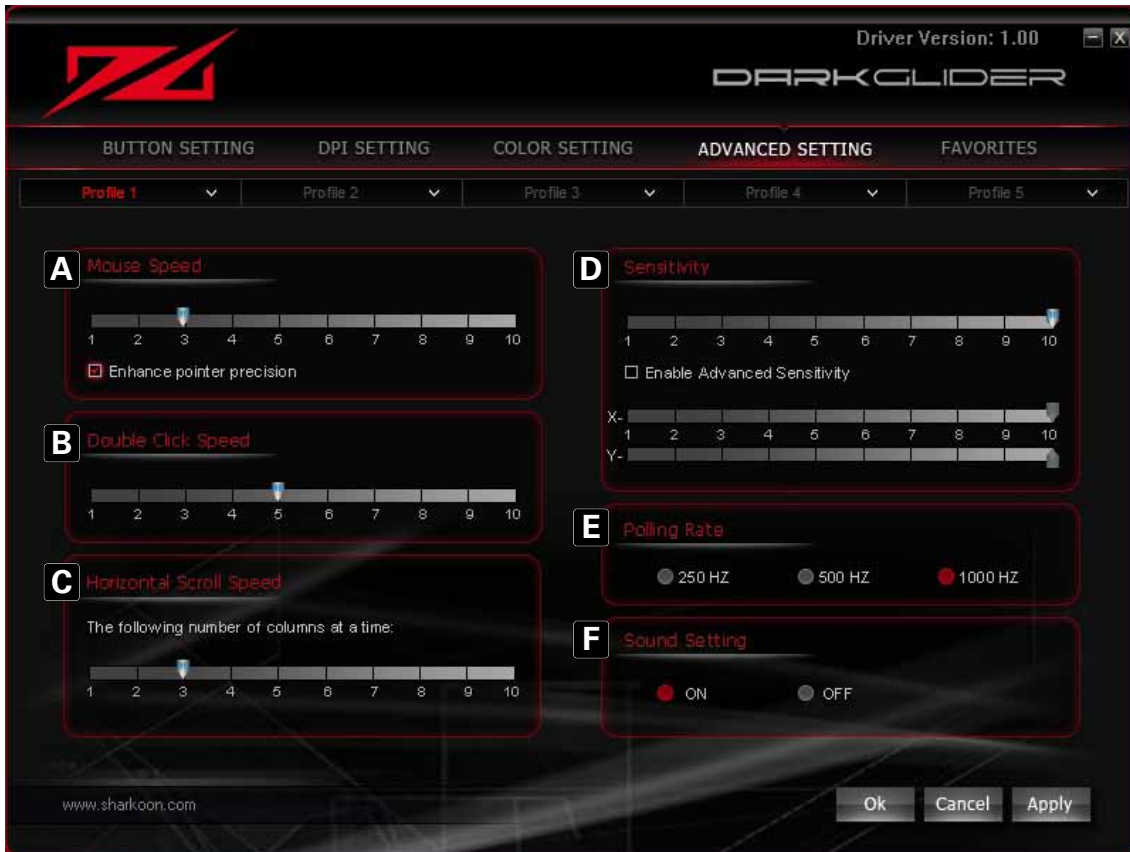 Driver Version: 1.00
DARKGLIDER
BUTTON SETTING DPI SETTING COLOR SETTING ADVANCED SETTING FAVORITES
Profile 1 Profile 2 Profile 3 Profile 4 Profile 5
A Mouse Speed
1 2 3 4 5 6 7 8 9 10
Enhance pointer precision
B Double Click Speed
1 2 3 4 5 6 7 8 9 10
C Horizontal Scroll Speed
The following number of columns at a time:
1 2 3 4 5 6 7 8 9 10
D Sensitivity
1 2 3 4 5 6 7 8 9 10
Enable Advanced Sensitivity
X-
1 2 3 4 5 6 7 8 9 10
Y-
E Polling Rate
250 HZ 500 HZ 1000 HZ
F Sound Setting
ON OFF
www.sharkoon.com
Ok Cancel Apply